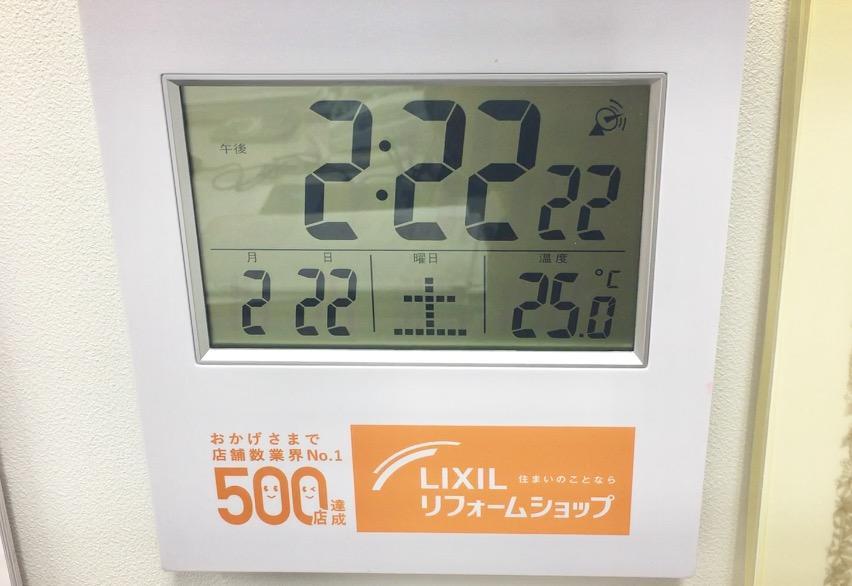 午後 2:22 22
月 日 曜日 温度
2 22 土 25.0 ℃
おかげさまで
店舗数業界No.1
500店達成
LIXIL 住まいのことなら
リフォームショップ